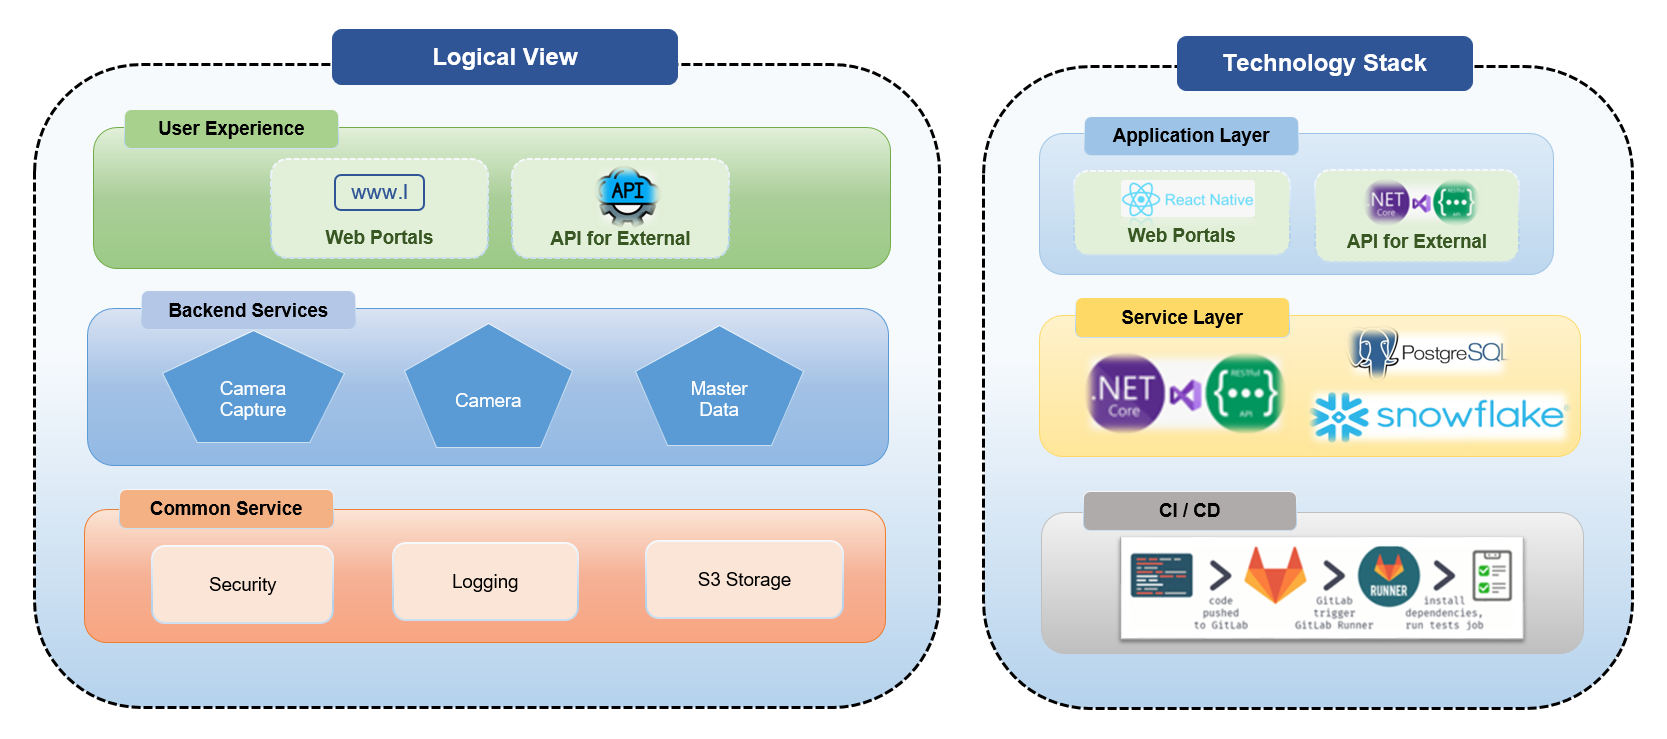 Logical View
User Experience
www.
Web Portals
API
API for External
Backend Services
Camera
Capture
Camera
Master
Data
Common Service
Security
Logging
S3 Storage
Technology Stack
Application Layer
React Native
Web Portals
.NET
Core
API
API for External
Service Layer
.NET
Core
RESTful
API
PostgreSQL
snowflake
CI / CD
code
pushed
to GitLab
GitLab
trigger
GitLab Runner
RUNNER
install
dependencies,
run tests job